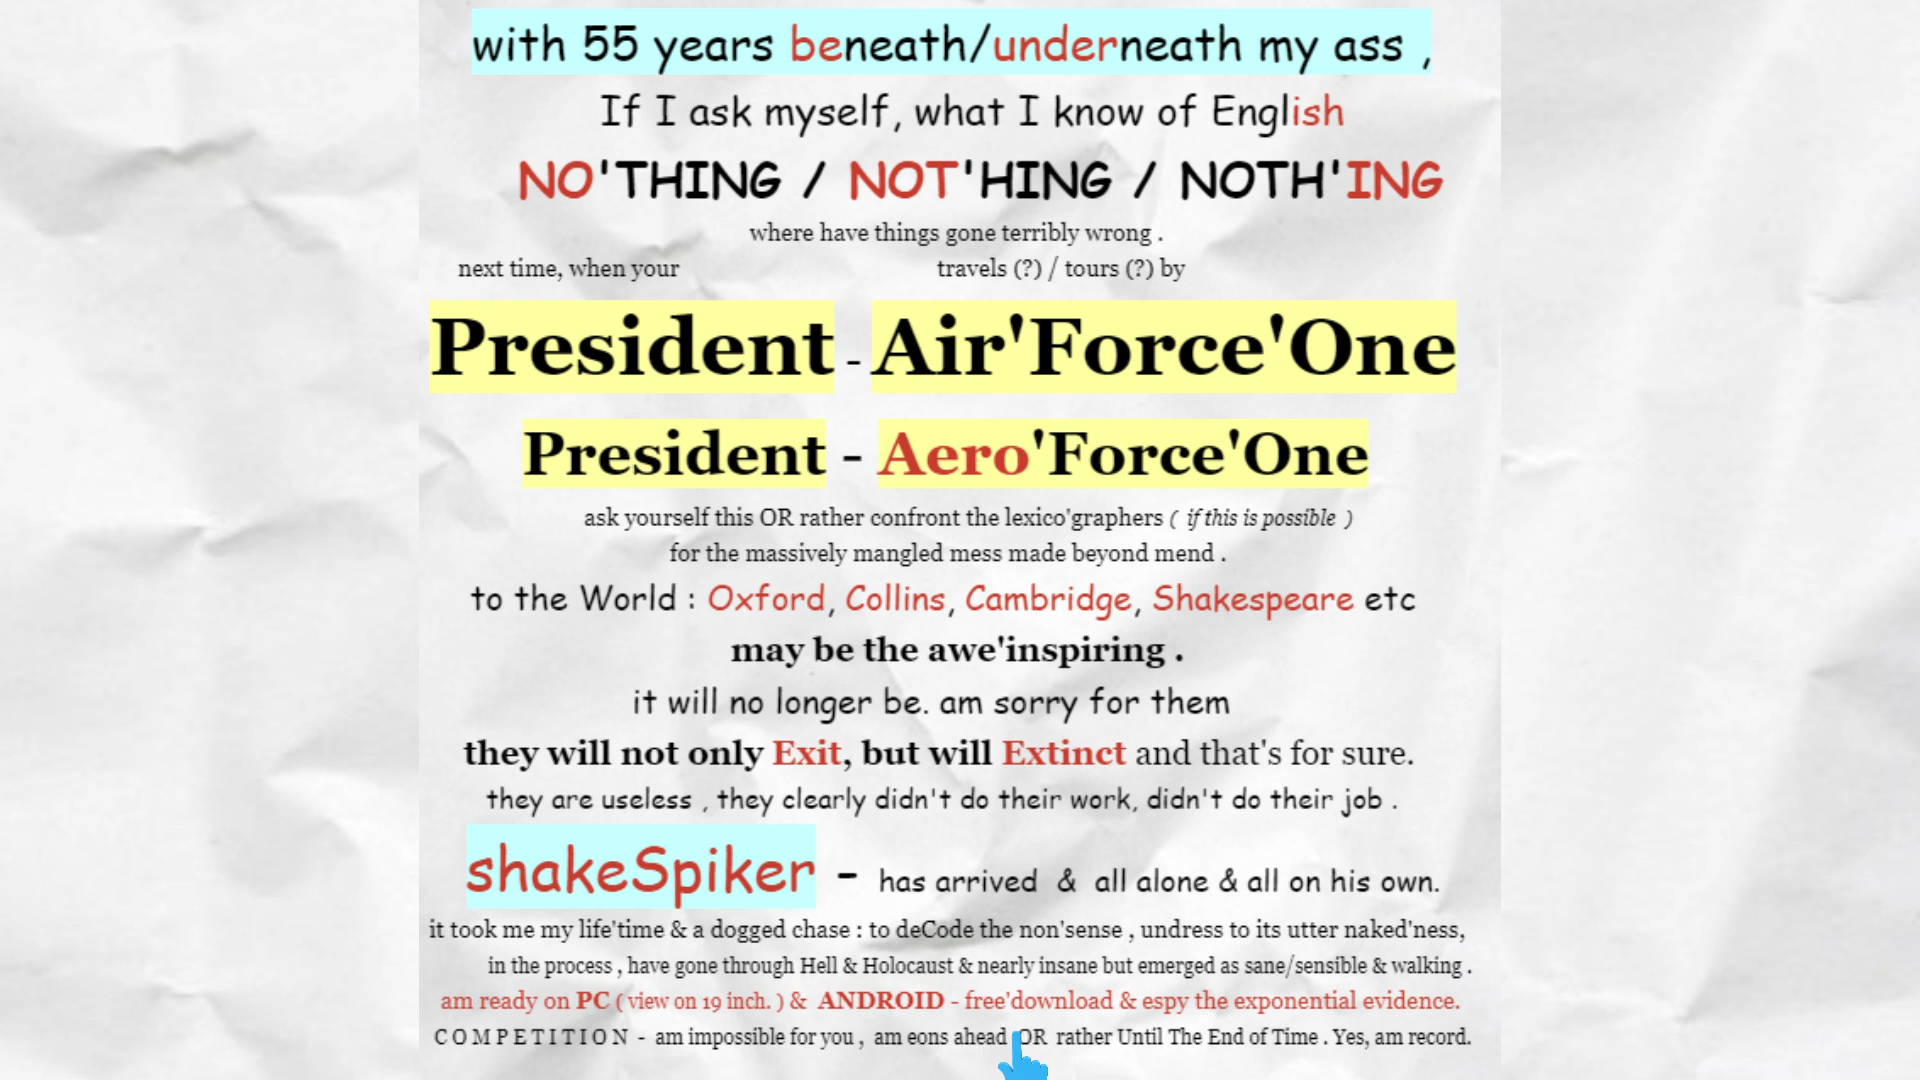 with 55 years beneath/underneath my ass ,
If I ask myself, what I know of English
NO'THING / NOT'HING / NOTH'ING
where have things gone terribly wrong .
next time, when your travels (?) / tours (?) by
President - Air'Force'One
President - Aero'Force'One
ask yourself this OR rather confront the lexico'graphers ( if this is possible )
for the massively mangled mess made beyond mend .
to the World : Oxford, Collins, Cambridge, Shakespeare etc
may be the awe'inspiring .
it will no longer be. am sorry for them
they will not only Exit, but will Extinct and that's for sure.
they are useless , they clearly didn't do their work, didn't do their job .
shakeSpiker - has arrived & all alone & all on his own.
it took me my life'time & a dogged chase : to deCode the non'sense , undress to its utter naked'ness,
in the process , have gone through Hell & Holocaust & nearly insane but emerged as sane/sensible & walking .
am ready on PC ( view on 19 inch. ) & ANDROID - free'download & espy the exponential evidence.
COMPETITION - am impossible for you , am eons ahead OR rather Until The End of Time . Yes, am record.